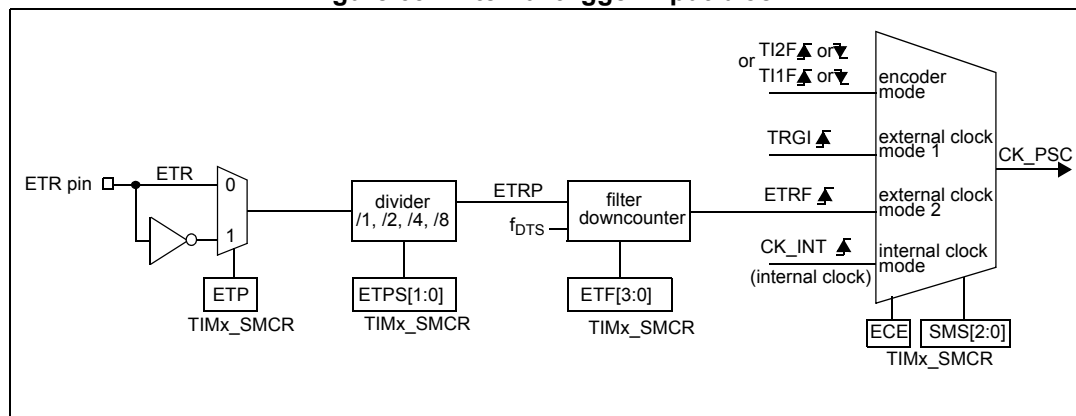 or TI2F or
TI1F or
encoder
mode
TRGI
external clock
mode 1
CK_PSC
ETR pin
ETR
0
1
divider
/1, /2, /4, /8
ETRP
filter
downcounter
fDTS
ETRF
external clock
mode 2
CK_INT
(internal clock)
internal clock
mode
ETP
TIMx_SMCR
ETPS[1:0]
TIMx_SMCR
ETF[3:0]
TIMx_SMCR
ECE
SMS[2:0]
TIMx_SMCR